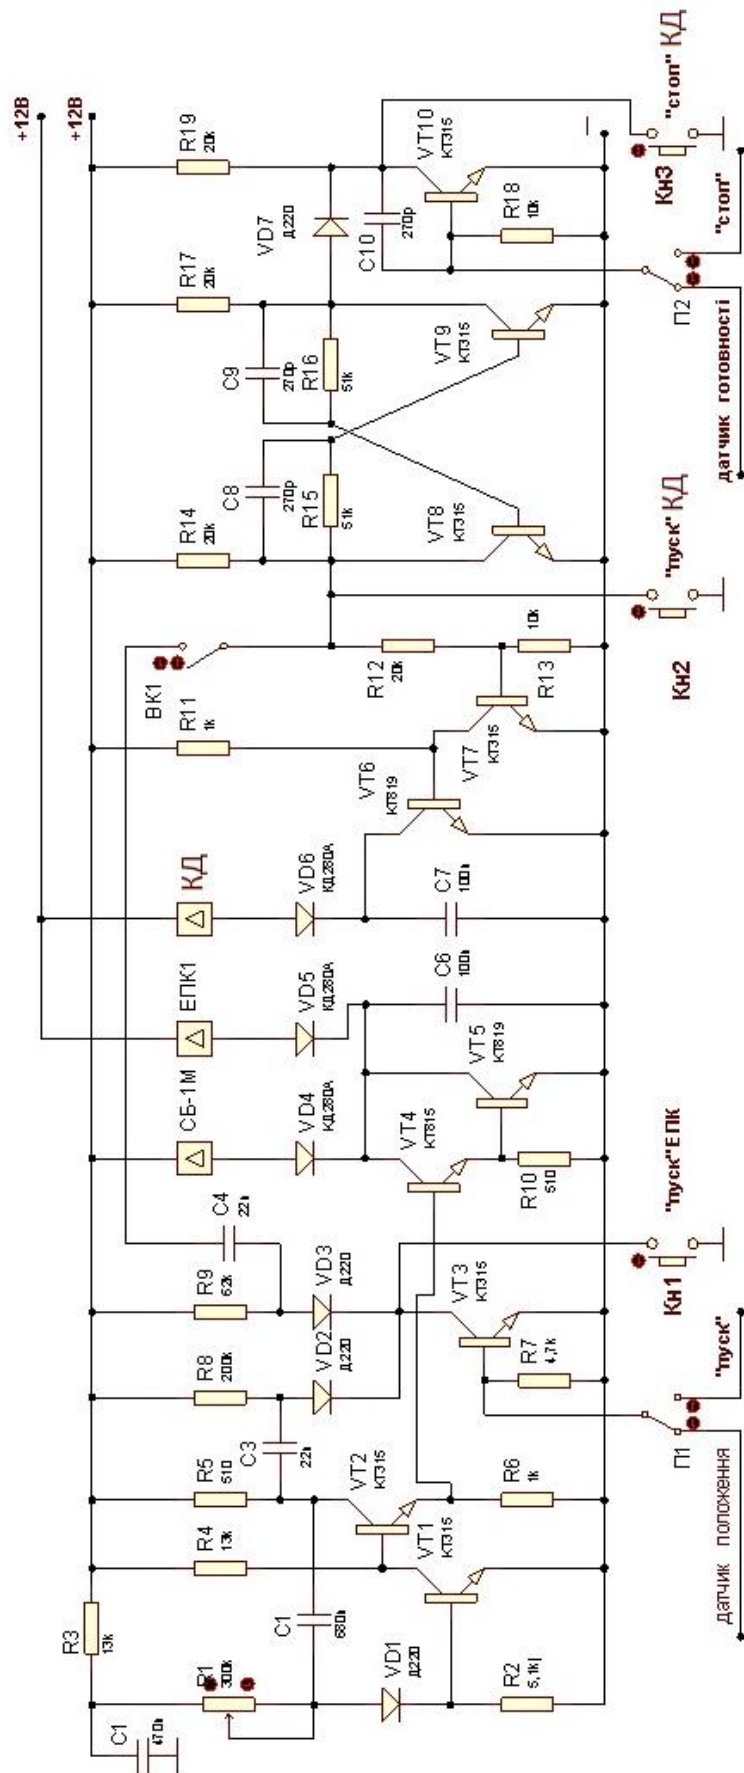 +12В
+12В
R19
20k
R17
20k
VD7
Д220
C10
270p
VT10
КТ315
R18
10k
"стоп" КД
Кн3
"стоп"
П2
датчик готовності
C9
270p
R16
51k
VT9
КТ315
C8
270p
R15
51k
R14
20k
VT8
КТ315
"пуск" КД
Кн2
ВК1
R12
20k
R13
10k
R11
1k
VT7
КТ315
VT6
КТ819
КД
VD6
КД280А
C7
100n
ЕПК1
VD5
КД280А
C6
100n
СБ-1М
VD4
КД280А
VT5
КТ819
VT4
КТ815
R10
510
"пуск" ЕПК
Кн1
C4
22n
R9
62k
VD3
Д220
VT3
КТ315
R8
200k
VD2
Д220
R7
4,7k
"пуск"
П1
датчик положення
C3
22n
R5
510
VT2
КТ315
R6
1k
R4
13k
VT1
КТ315
R3
13k
C1
680n
R1
300k
VD1
Д220
R2
5,1k
C1
470n